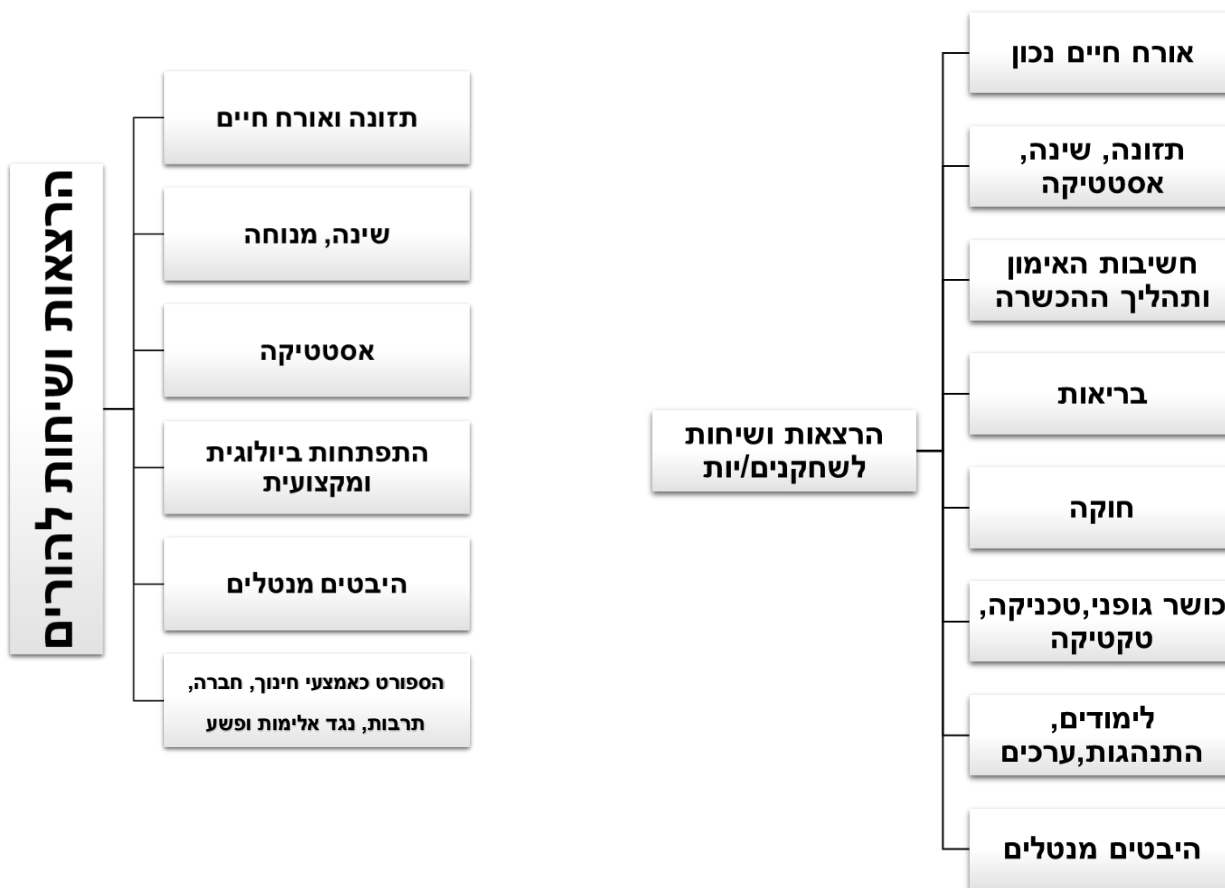 הרצאות ושיחות לשחקנים/יות
אורח חיים נכון
תזונה, שינה,
אסטטיקה
חשיבות האימון
ותהליך ההכשרה
בריאות
חוקה
כושר גופני,טכניקה,
טקטיקה
לימודים,
התנהגות,ערכים
היבטים מנטלים
הרצאות ושיחות להורים
תזונה ואורח חיים
שינה, מנוחה
אסטטיקה
התפתחות ביולוגית
ומקצועית
היבטים מנטלים
הספורט כאמצעי חינוך, חברה,
תרבות, נגד אלימות ופשע